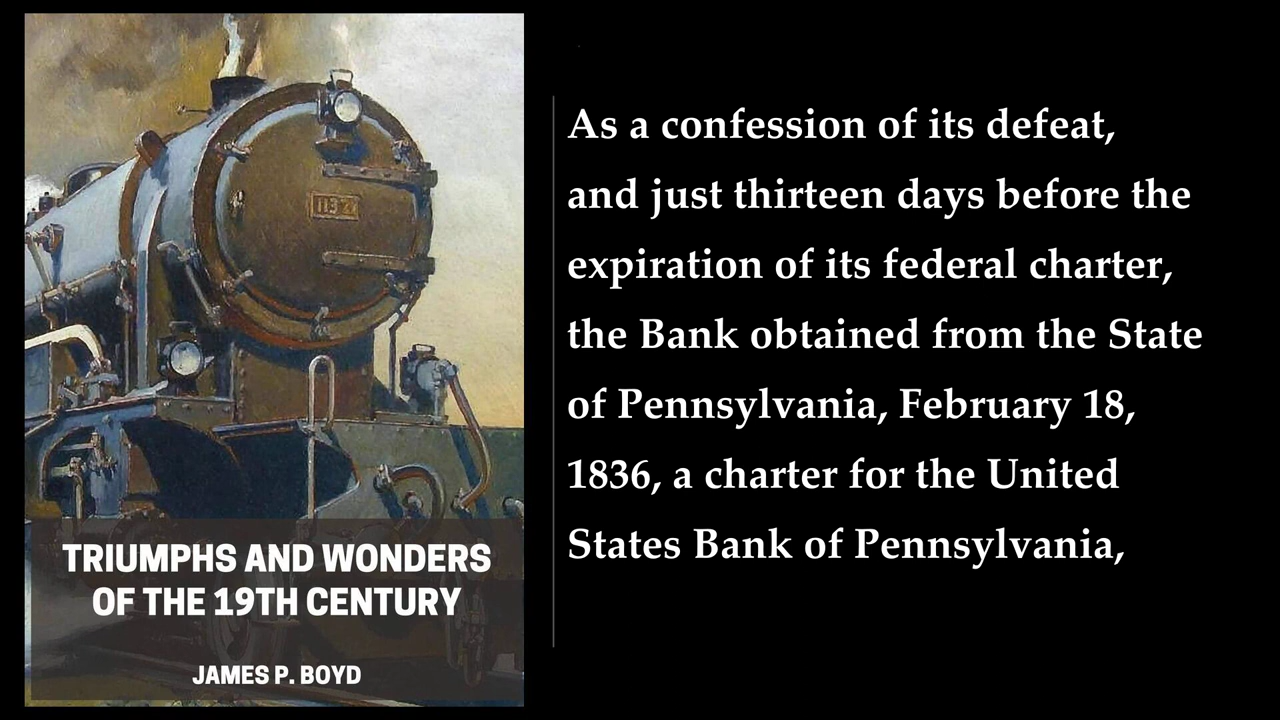 TRIUMPHS AND WONDERS
OF THE 19TH CENTURY
JAMES P. BOYD
As a confession of its defeat,
and just thirteen days before the
expiration of its federal charter,
the Bank obtained from the State
of Pennsylvania, February 18,
1836, a charter for the United
States Bank of Pennsylvania,